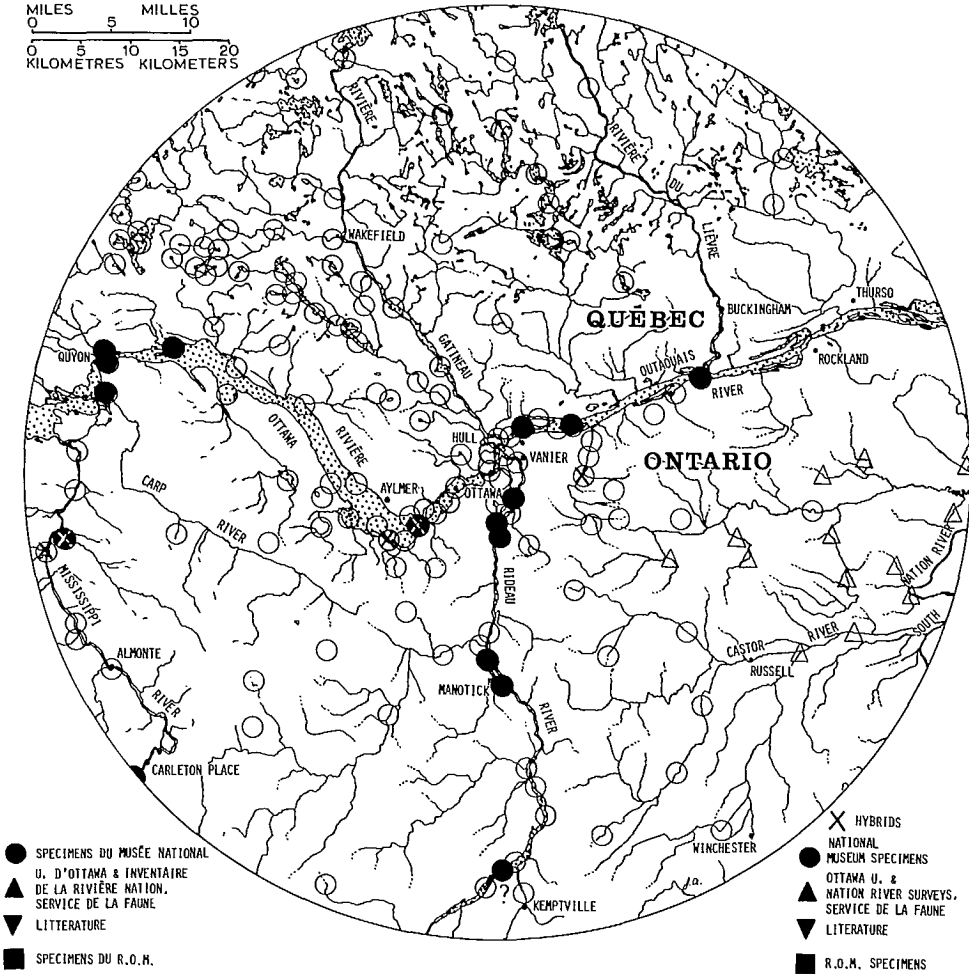 MILES MILLES
0 5 10
0 5 10 15 20
KILOMÈTRES KILOMETERS
RIVIÈRE
RIVIÈRE
DU
LIÈVRE
WAKEFIELD
THURSO
QUÉBEC
BUCKINGHAM
GATINEAU
QUYON
ROCKLAND
OUTAOUAIS
RIVER
OTTAWA
RIVIÈRE
HULL
VANIER
ONTARIO
CARP
RIVER
AYLMER
OTTAWA
NATION RIVER
SOUTH
RIDEAU
MISSISSIPI
RIVER
ALMONTE
CASTOR RIVER
RUSSELL
MANOTICK
RIVER
CARLETON PLACE
WINCHESTER
?
KEMPTVILLE
j.a.
SPECIMENS DU MUSÉE NATIONAL
U. D'OTTAWA & INVENTAIRE
DE LA RIVIÈRE NATION.
SERVICE DE LA FAUNE
LITTERATURE
SPECIMENS DU R.O.M.
HYBRIDS
NATIONAL
MUSEUM SPECIMENS
OTTAWA U. &
NATION RIVER SURVEYS.
SERVICE DE LA FAUNE
LITERATURE
R.O.M. SPECIMENS